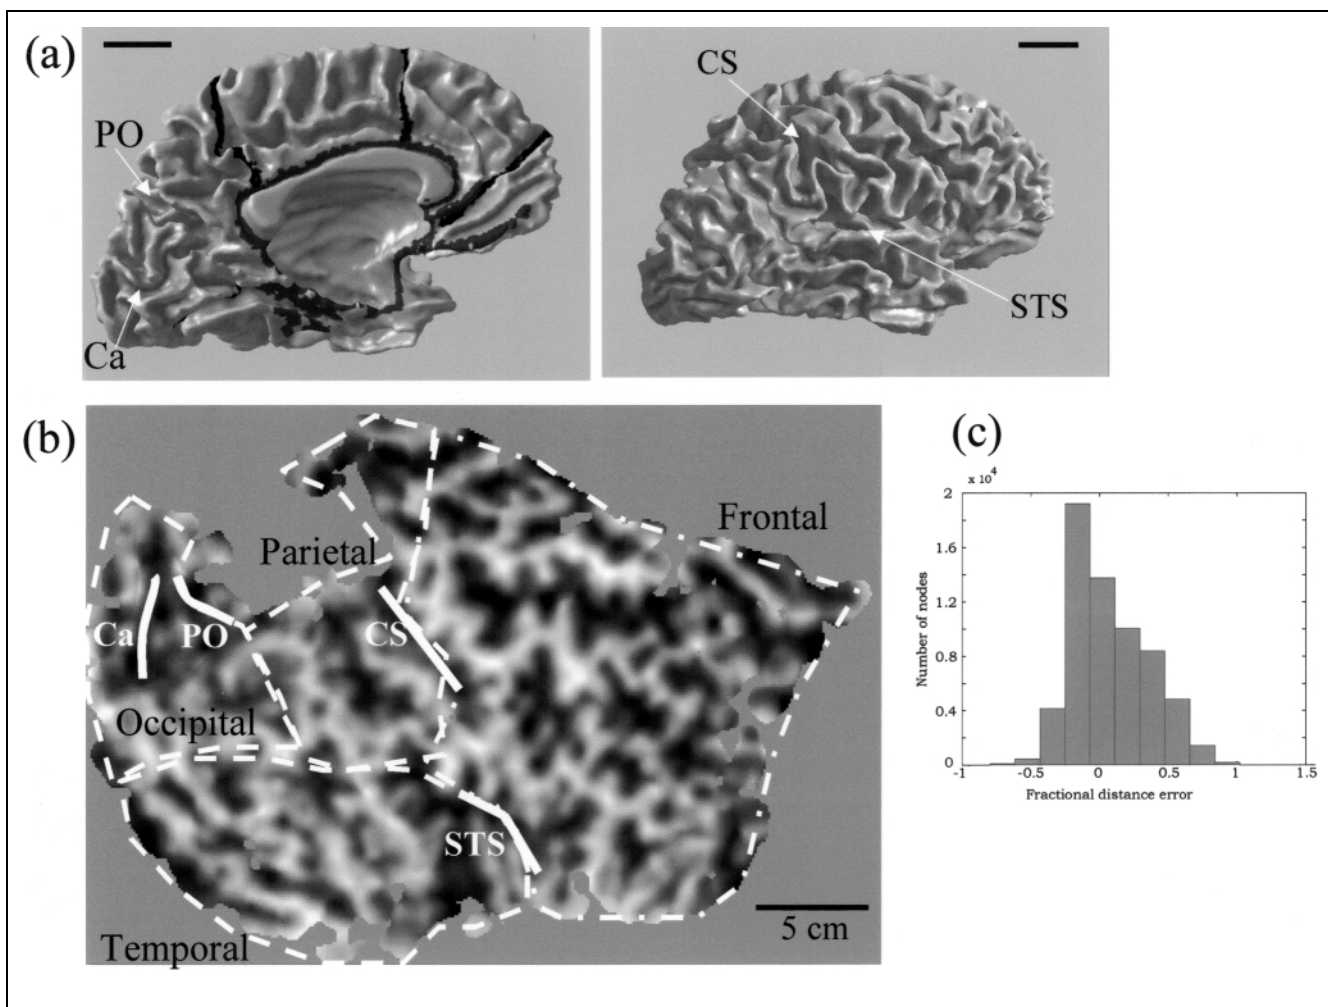 (a)
CS
PO
STS
Ca
(b)
(c)
x 10^4
Frontal
Parietal
2
1.6
1.2
0.8
0.4
0
Number of nodes
-1 -0.5 0 0.5 1 1.5
Fractional distance error
Ca PO CS
Occipital
STS
5 cm
Temporal